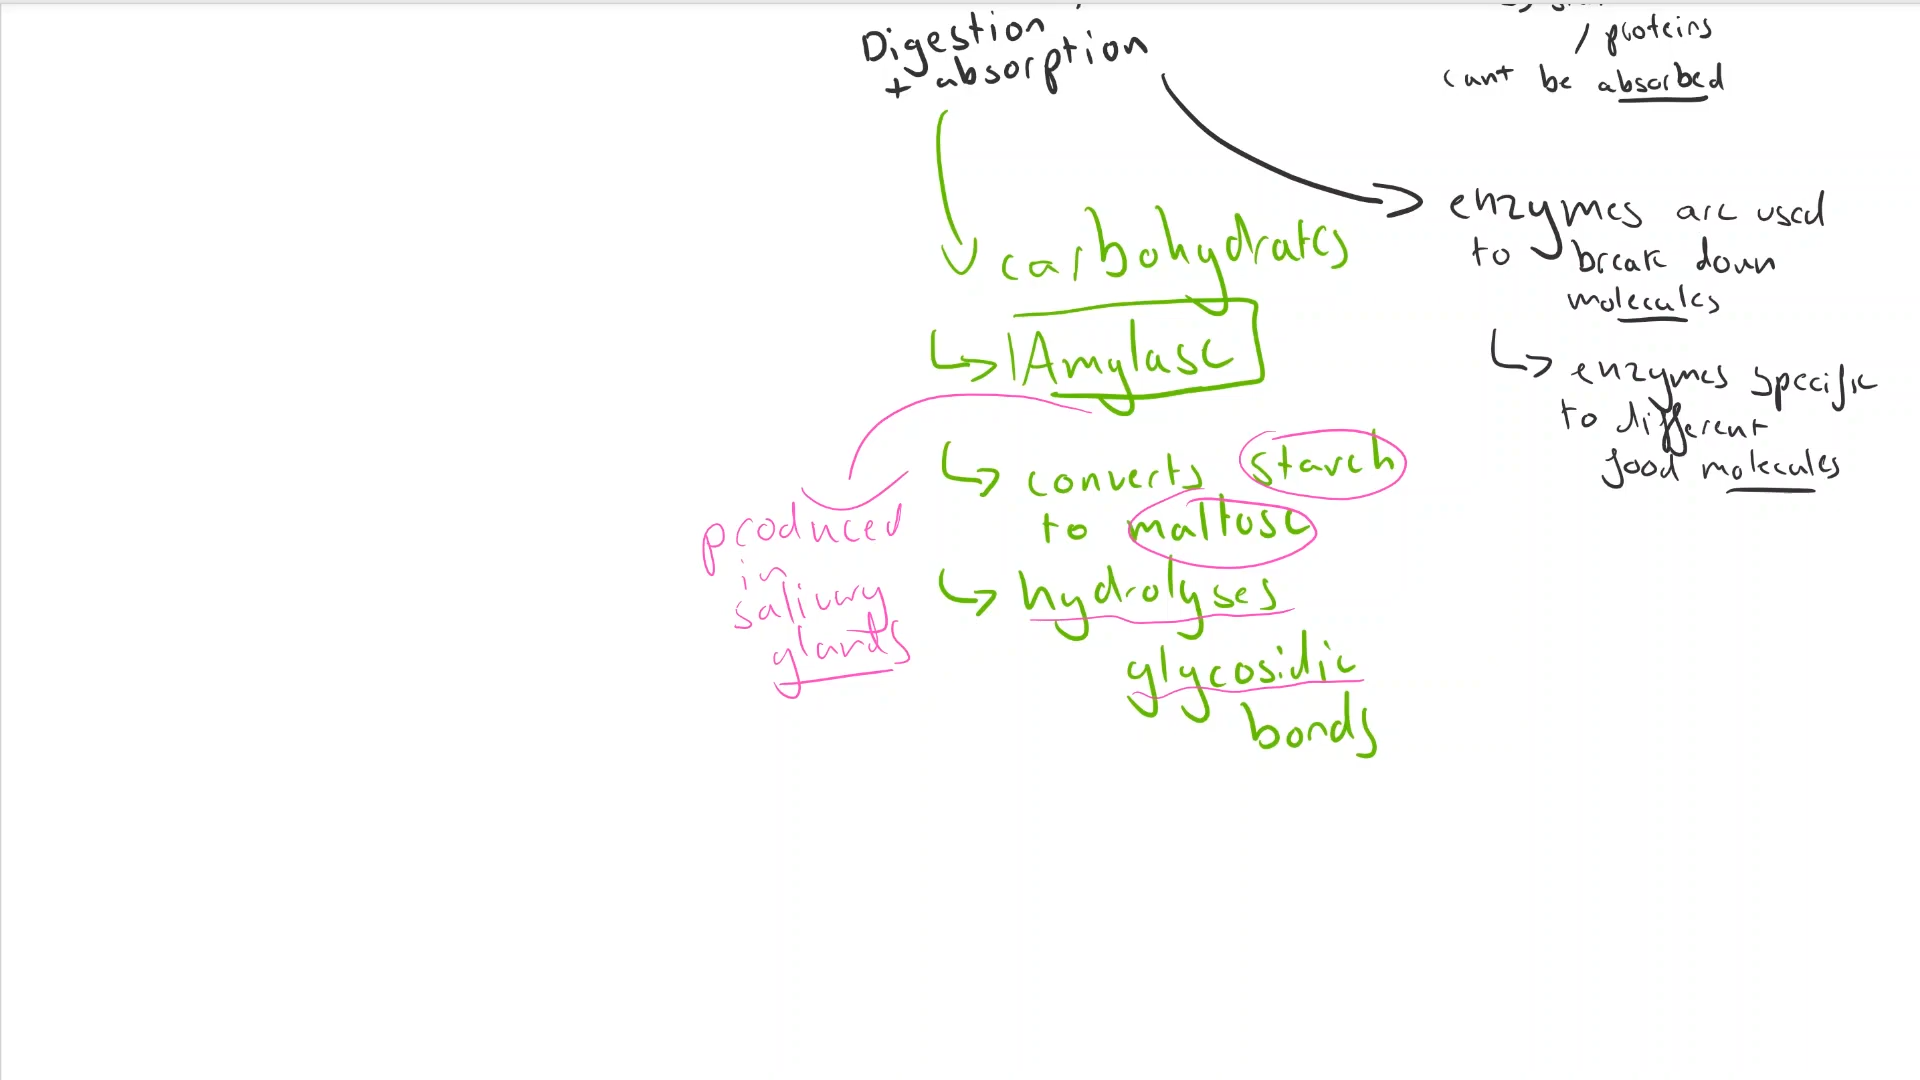 Digestion
+ absorption
/ proteins
cant be absorbed
enzymes are used
to break down
molecules
enzymes specific
to different
food molecules
carbohydrates
Amylase
converts starch
to maltose
hydrolyses
glycosidic
bonds
produced
in
salivary
glands